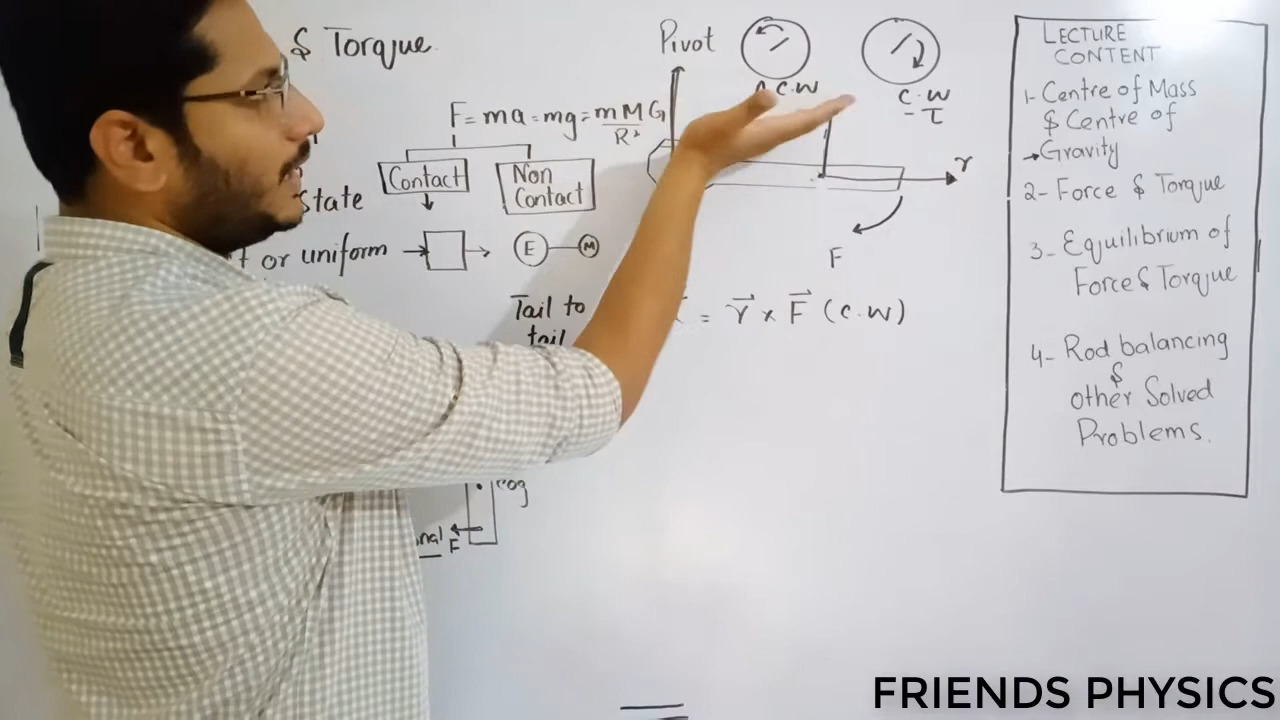 & Torque
F = ma = mg = mMG
R²
Contact
Non
Contact
State
or uniform
E
M
Tail to
tail
cog
F
Pivot
C.W
C.W
- τ
r
F
= r⃗ × F⃗ (C.W)
LECTURE
CONTENT
1- Centre of Mass
& Centre of
→Gravity
2- Force & Torque
3- Equilibrium of
Force & Torque
4- Rod balancing
&
other Solved
Problems.
FRIENDS PHYSICS